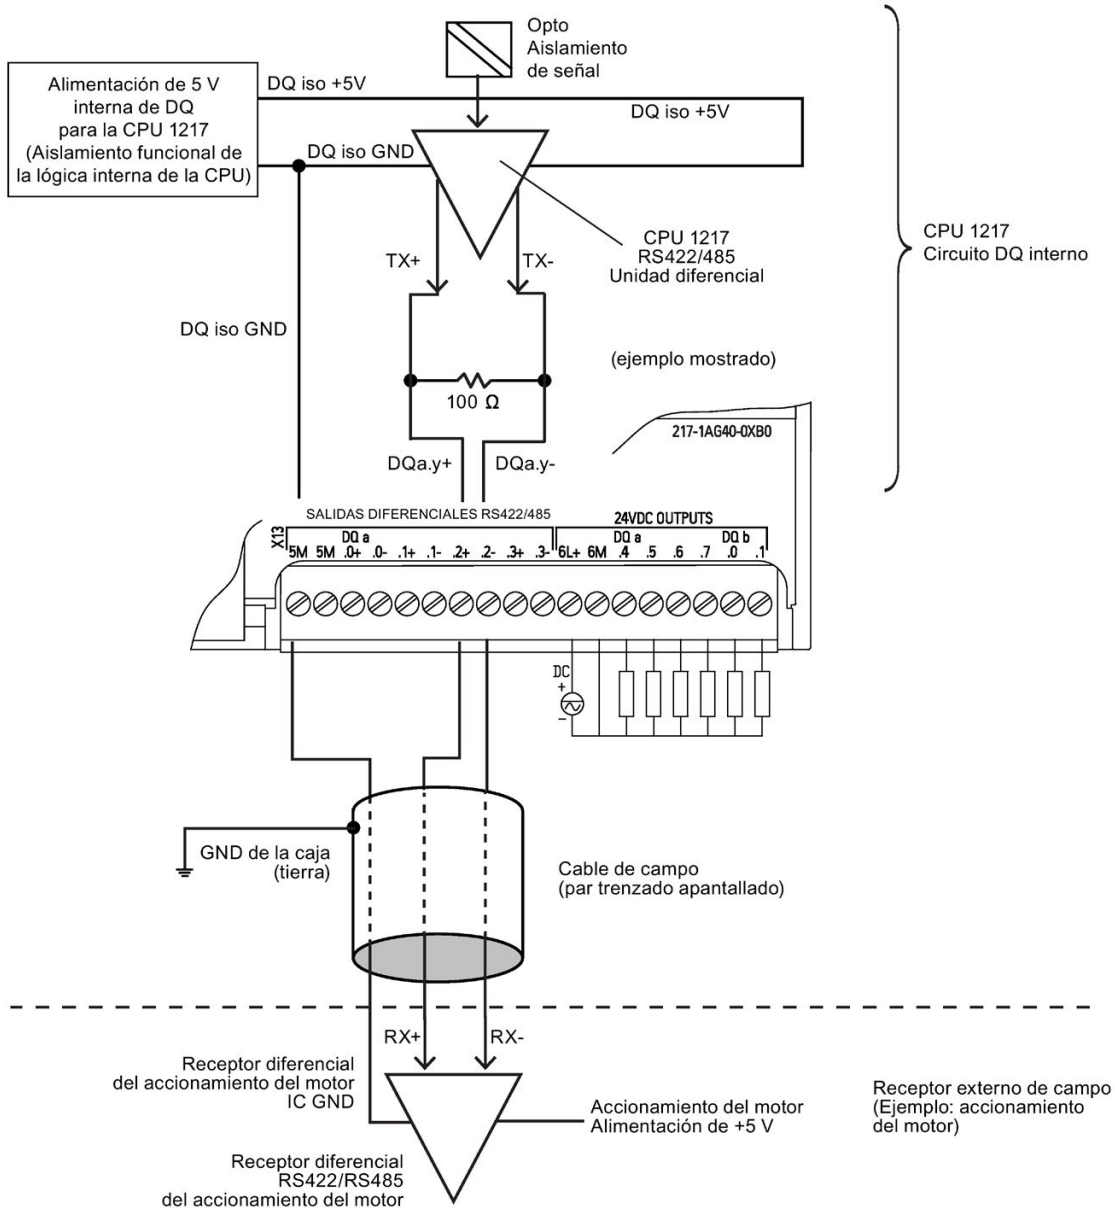 Opto
Aislamiento
de señal
Alimentación de 5 V
interna de DQ
para la CPU 1217
(Aislamiento funcional de
la lógica interna de la CPU)
DQ iso +5V
DQ iso +5V
DQ iso GND
CPU 1217
RS422/485
Unidad diferencial
CPU 1217
Circuito DQ interno
TX+
TX-
DQ iso GND
(ejemplo mostrado)
100 Ω
217-1AG40-0XB0
DQa.y+
DQa.y-
SALIDAS DIFERENCIALES RS422/485
24VDC OUTPUTS
X13
DQ a
DQ a
DQ b
5M 5M .0+ .0- .1+ .1- .2+ .2- .3+ .3- 6L+ 6M .4 .5 .6 .7 .0 .1
DC
+
−
GND de la caja
(tierra)
Cable de campo
(par trenzado apantallado)
RX+
RX-
Receptor diferencial
del accionamiento del motor
IC GND
Accionamiento del motor
Alimentación de +5 V
Receptor externo de campo
(Ejemplo: accionamiento
del motor)
Receptor diferencial
RS422/RS485
del accionamiento del motor